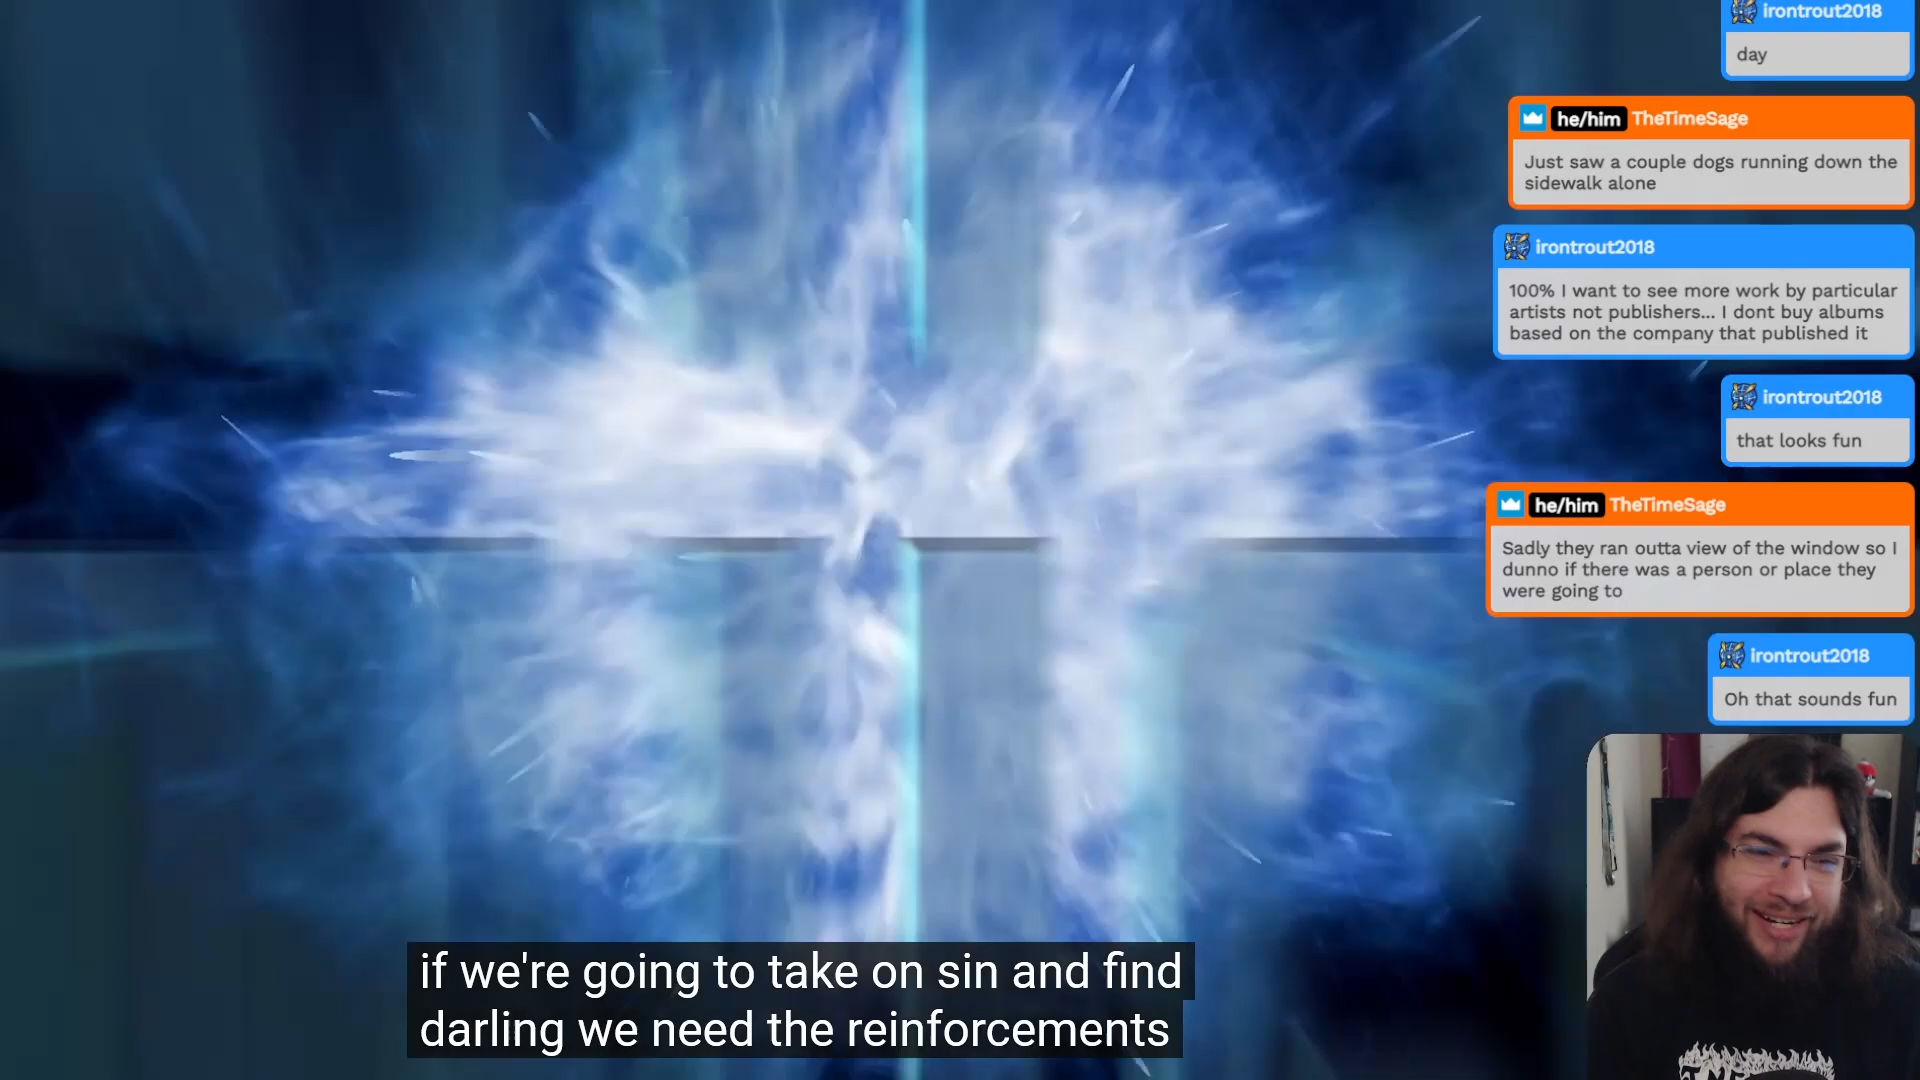 irontrout2018
day
he/him TheTimeSage
Just saw a couple dogs running down the
sidewalk alone
irontrout2018
100% I want to see more work by particular
artists not publishers... I dont buy albums
based on the company that published it
irontrout2018
that looks fun
he/him TheTimeSage
Sadly they ran outta view of the window so I
dunno if there was a person or place they
were going to
irontrout2018
Oh that sounds fun
if we're going to take on sin and find
darling we need the reinforcements